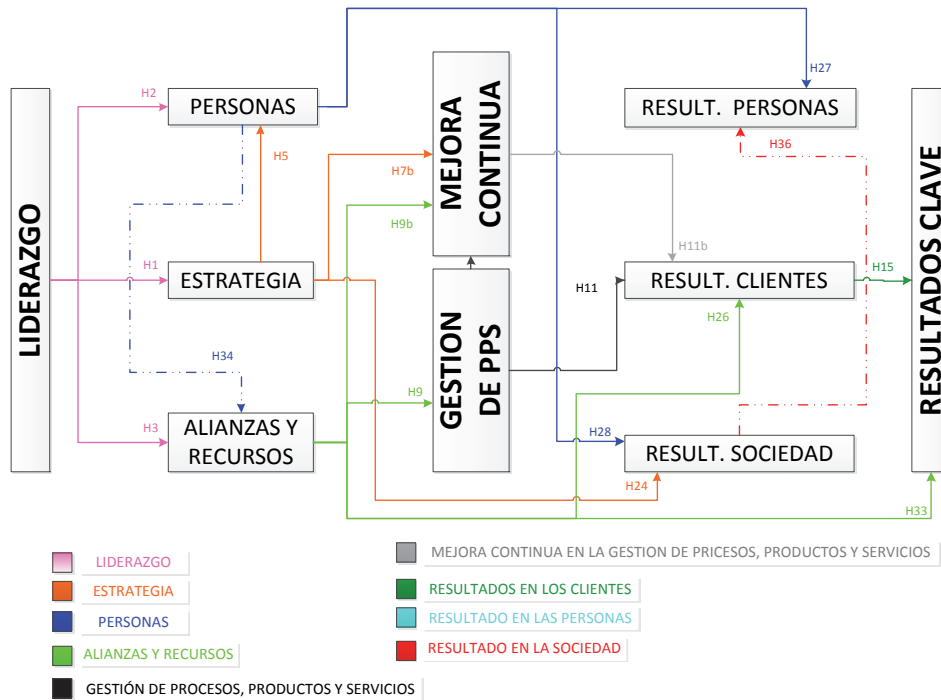 H27
H2
PERSONAS
RESULT. PERSONAS
H36
H5
MEJORA
CONTINUA
H7b
H9b
LIDERAZGO
H1
ESTRATEGIA
H11b
RESULT. CLIENTES
H15
H11
H26
RESULTADOS CLAVE
GESTION
DE PPS
H34
H9
H3
ALIANZAS Y
RECURSOS
H28
RESULT. SOCIEDAD
H24
H33
LIDERAZGO
ESTRATEGIA
PERSONAS
ALIANZAS Y RECURSOS
GESTIÓN DE PROCESOS, PRODUCTOS Y SERVICIOS
MEJORA CONTINUA EN LA GESTION DE PRICESOS, PRODUCTOS Y SERVICIOS
RESULTADOS EN LOS CLIENTES
RESULTADO EN LAS PERSONAS
RESULTADO EN LA SOCIEDAD